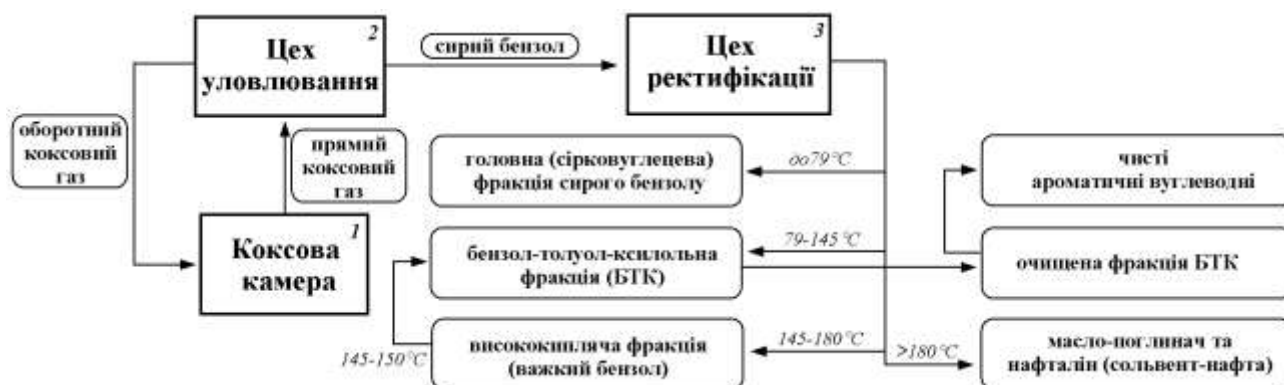 2
Цех
уловлювання
сирий бензол
3
Цех
ректифікації
оборотний
коксовий
газ
прямий
коксовий
газ
1
Коксова
камера
головна (сірковуглецева)
фракція сирого бензолу
до79°С
чисті
ароматичні вуглеводні
бензол-толуол-ксилольна
фракція (БТК)
79-145°С
очищена фракція БТК
145-150°С
висококипляча фракція
(важкий бензол)
145-180°С
>180°С
масло-поглинач та
нафталін (сольвент-нафта)